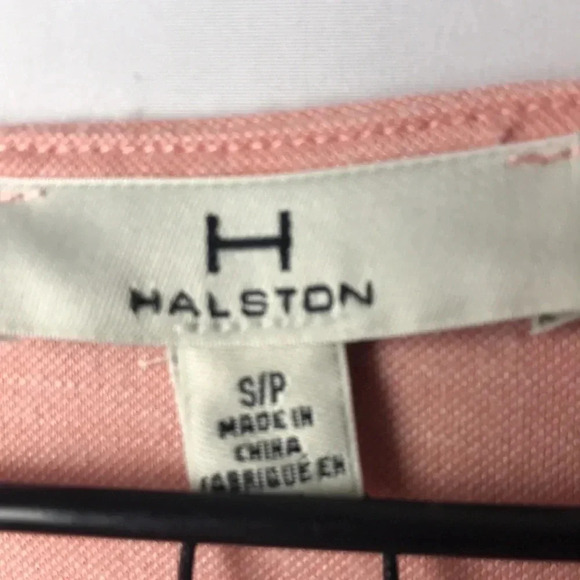 H
HALSTON
S/P
MADE IN
CHINA
FABRIQUÉ EN